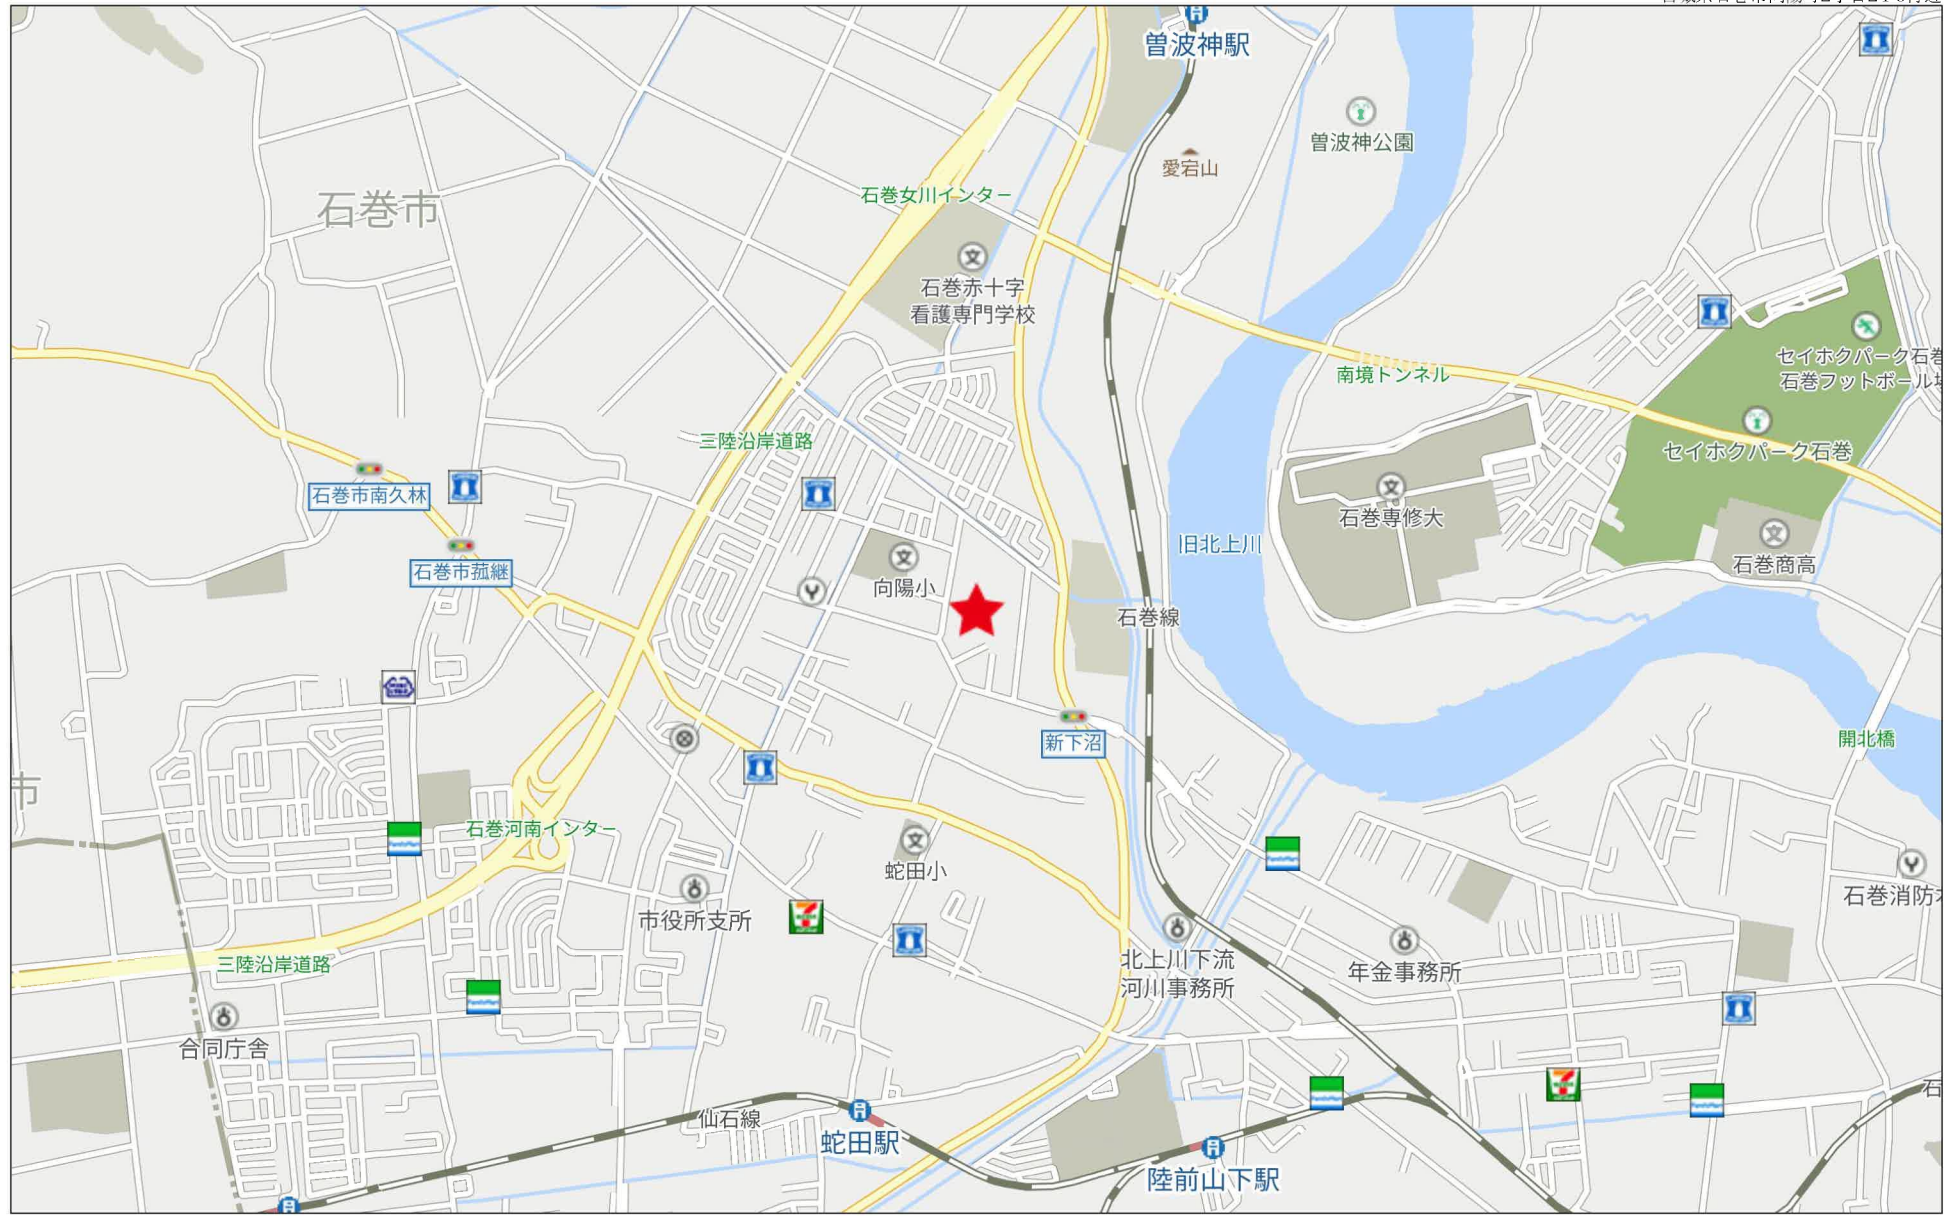 曽波神駅
曽波神公園
愛宕山
石巻市
石巻女川インター
石巻赤十字
看護専門学校
南境トンネル
セイホクパーク石巻
石巻フットボール
三陸沿岸道路
セイホクパーク石巻
石巻市南久林
石巻専修大
旧北上川
石巻商高
石巻市菰継
向陽小
石巻線
新下沼
開北橋
市
石巻河南インター
蛇田小
市役所支所
石巻消防
三陸沿岸道路
北上川下流
河川事務所
年金事務所
合同庁舎
仙石線
石
蛇田駅
陸前山下駅